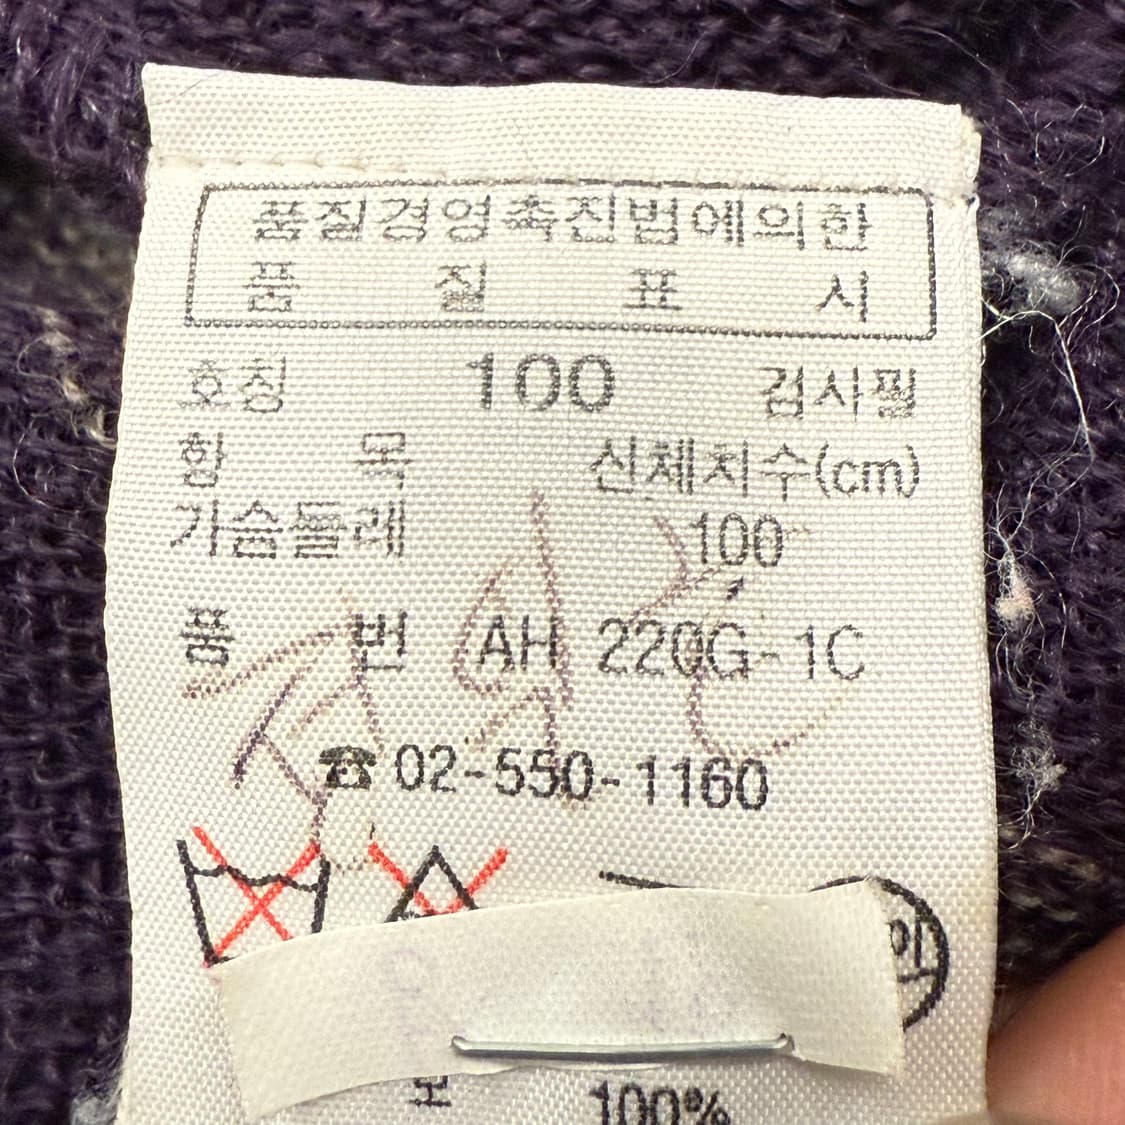 품질경영촉진법에의한
품 질 표 시
호칭 100 검사필
항 목 신체치수(cm)
가슴둘레 100
품 번 AH 220G-1C
☎02-550-1160
100%